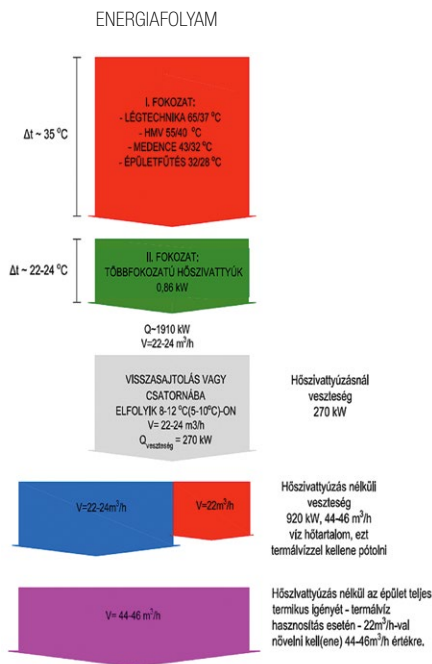 ENERGIAFOLYAM
Δt ~ 35 °C
I. FOKOZAT:
- LÉGTECHNIKA 65/37 °C
- HMV 55/40 °C
- MEDENCE 43/32 °C
- ÉPÜLETFŰTÉS 32/28 °C
Δt ~ 22-24 °C
II. FOKOZAT:
TÖBBFOKOZATÚ HŐSZIVATTYÚK
0,86 kW
Q~1910 kW
V=22-24 m³/h
VISSZASAJTOLÁS VAGY
CSATORNÁBA
ELFOLYIK 8-12 °C(5-10°C)-ON
V= 22-24 m3/h
Qveszteség = 270 kW
Hőszivattyúzásnál
veszteség
270 kW
V=22-24m³/h
V=22m³/h
Hőszivattyúzás nélküli
veszteség
920 kW, 44-46 m³/h
víz hőtartalom, ezt
termálvízzel kellene pótolni
V= 44-46 m³/h
Hőszivattyúzás nélkül az épület teljes
termikus igényét - termálvíz
hasznosítás esetén - 22m³/h-val
növelni kell(ene) 44-46m³/h értékre.